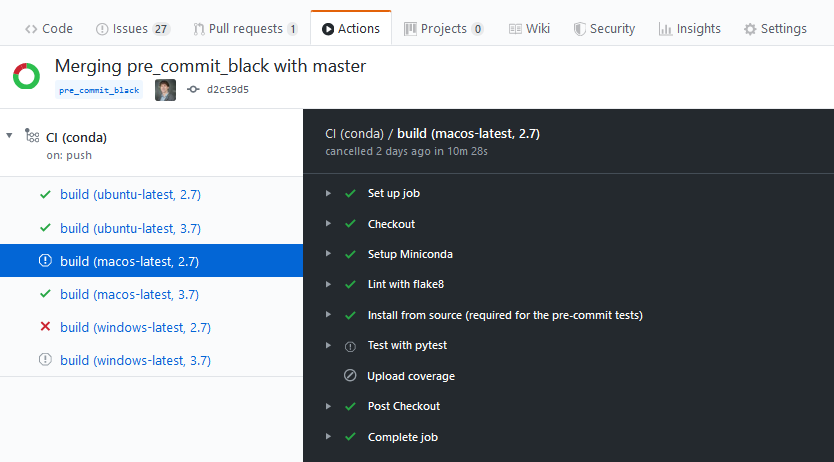 Code Issues 27 Pull requests 1 Actions Projects 0 Wiki Security Insights Settings
Merging pre_commit_black with master
pre_commit_black d2c59d5
CI (conda)
on: push
build (ubuntu-latest, 2.7)
build (ubuntu-latest, 3.7)
build (macos-latest, 2.7)
build (macos-latest, 3.7)
build (windows-latest, 2.7)
build (windows-latest, 3.7)
CI (conda) / build (macos-latest, 2.7)
cancelled 2 days ago in 10m 28s
Set up job
Checkout
Setup Miniconda
Lint with flake8
Install from source (required for the pre-commit tests)
Test with pytest
Upload coverage
Post Checkout
Complete job